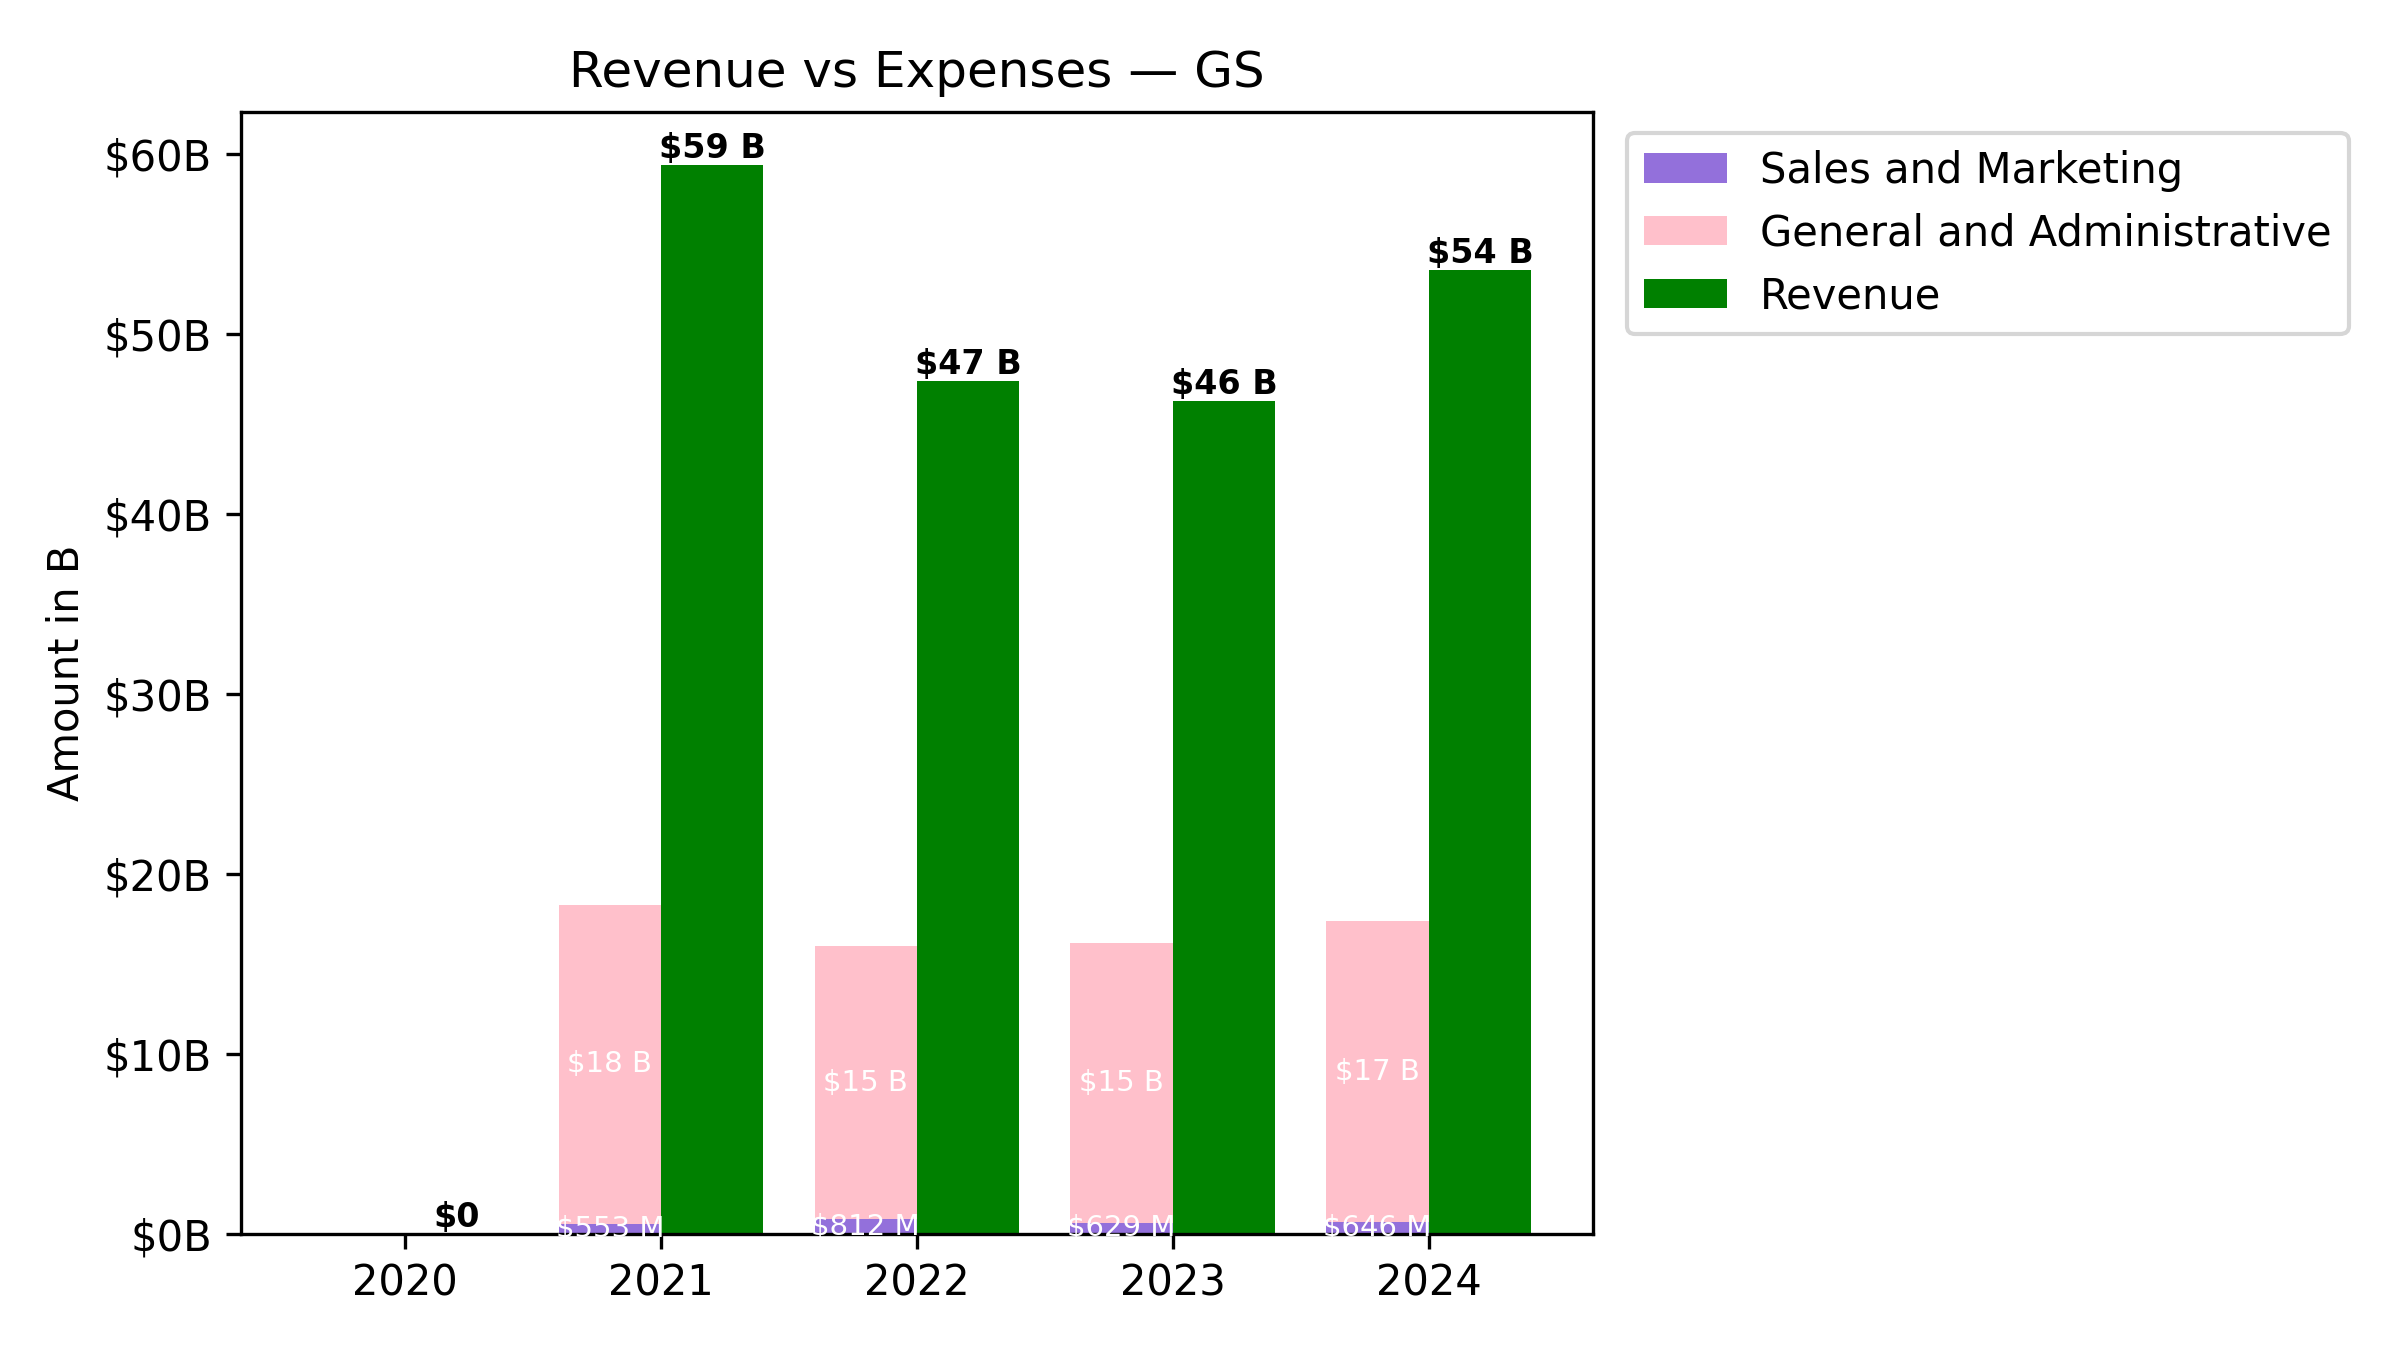 Revenue vs Expenses — GS
Amount in B
$60B
$50B
$40B
$30B
$20B
$10B
$0B
$0
$59 B
$47 B
$46 B
$54 B
$18 B
$15 B
$15 B
$17 B
$553 M
$812 M
$629 M
$646 M
2020
2021
2022
2023
2024
Sales and Marketing
General and Administrative
Revenue